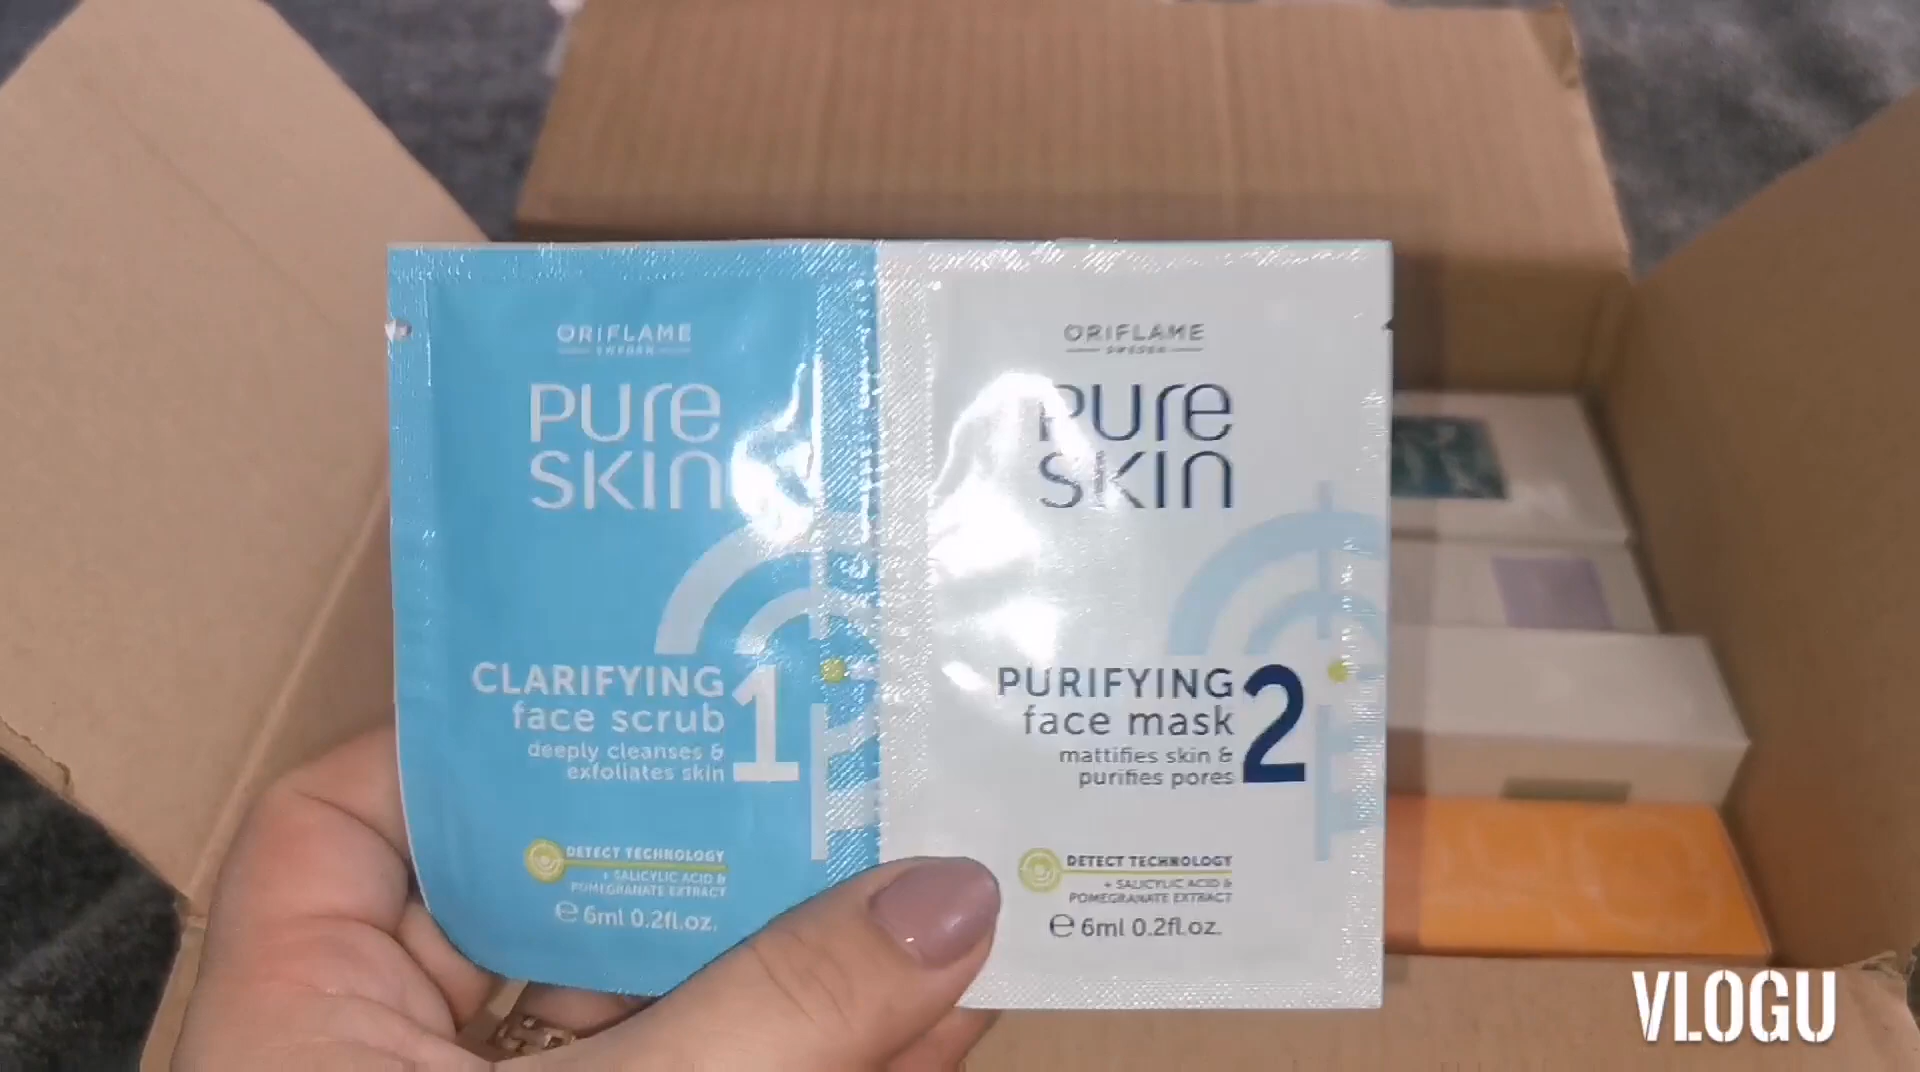 ORIFLAME
SWEDEN
PURE
SKIN
CLARIFYING
face scrub
deeply cleanses &
exfoliates skin
1
DETECT TECHNOLOGY
+ SALICYLIC ACID &
POMEGRANATE EXTRACT
℮ 6ml 0.2fl.oz.
ORIFLAME
SWEDEN
PURE
SKIN
PURIFYING
face mask
mattifies skin &
purifies pores
2
DETECT TECHNOLOGY
+ SALICYLIC ACID &
POMEGRANATE EXTRACT
℮ 6ml 0.2fl.oz.
VLOGU